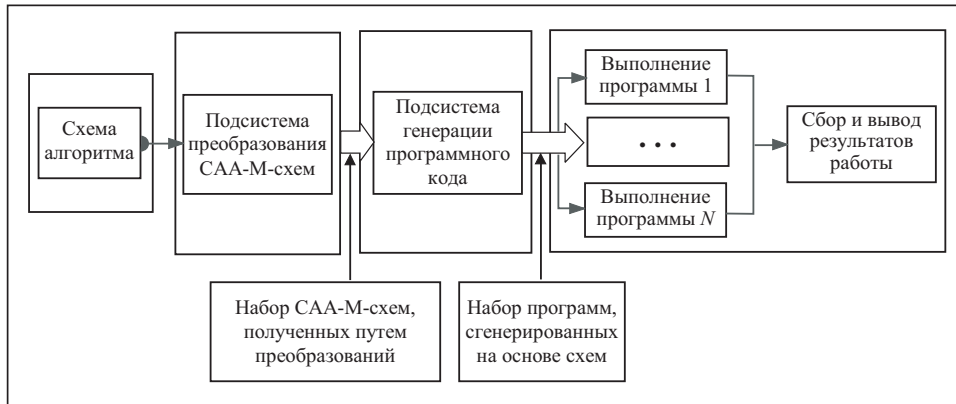 Схема
алгоритма
Подсистема
преобразования
САА-М-схем
Подсистема
генерации
программного
кода
Выполнение
программы 1
• • •
Выполнение
программы N
Сбор и вывод
результатов
работы
Набор САА-М-схем,
полученных путем
преобразований
Набор программ,
сгенерированных
на основе схем